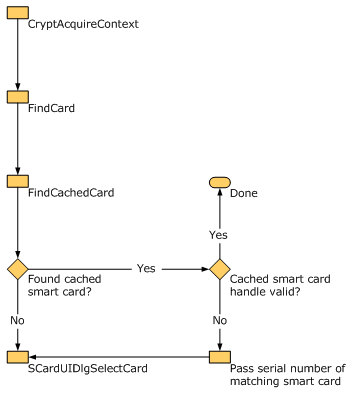 CryptAcquireContext
FindCard
FindCachedCard
Done
Yes
Found cached
smart card?
Yes
Cached smart card
handle valid?
No
No
SCardUIDlgSelectCard
Pass serial number of
matching smart card